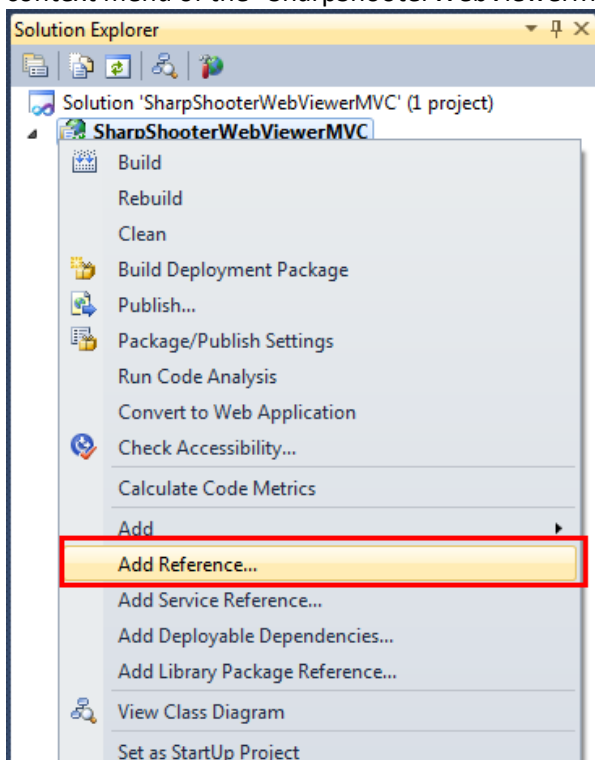 Solution Explorer
Solution 'SharpShooterWebViewerMVC' (1 project)
SharpShooterWebViewerMVC
Build
Rebuild
Clean
Build Deployment Package
Publish...
Package/Publish Settings
Run Code Analysis
Convert to Web Application
Check Accessibility...
Calculate Code Metrics
Add
Add Reference...
Add Service Reference...
Add Deployable Dependencies...
Add Library Package Reference...
View Class Diagram
Set as StartUp Project